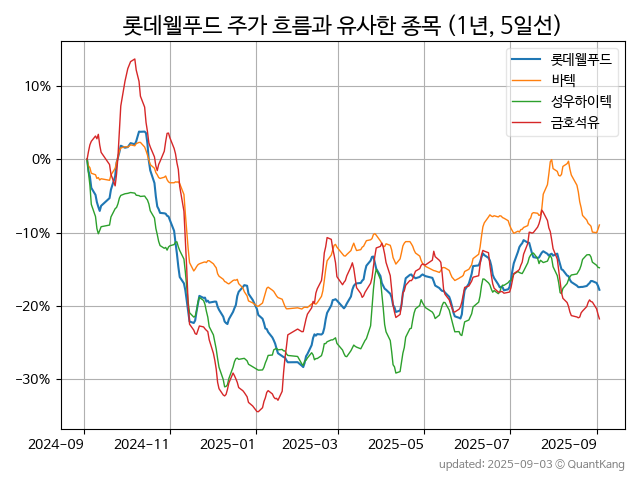 롯데웰푸드 주가 흐름과 유사한 종목 (1년, 5일선)
롯데웰푸드
바텍
성우하이텍
금호석유
10%
0%
−10%
−20%
−30%
2024-09
2024-11
2025-01
2025-03
2025-05
2025-07
2025-09
updated: 2025-09-03 © QuantKang